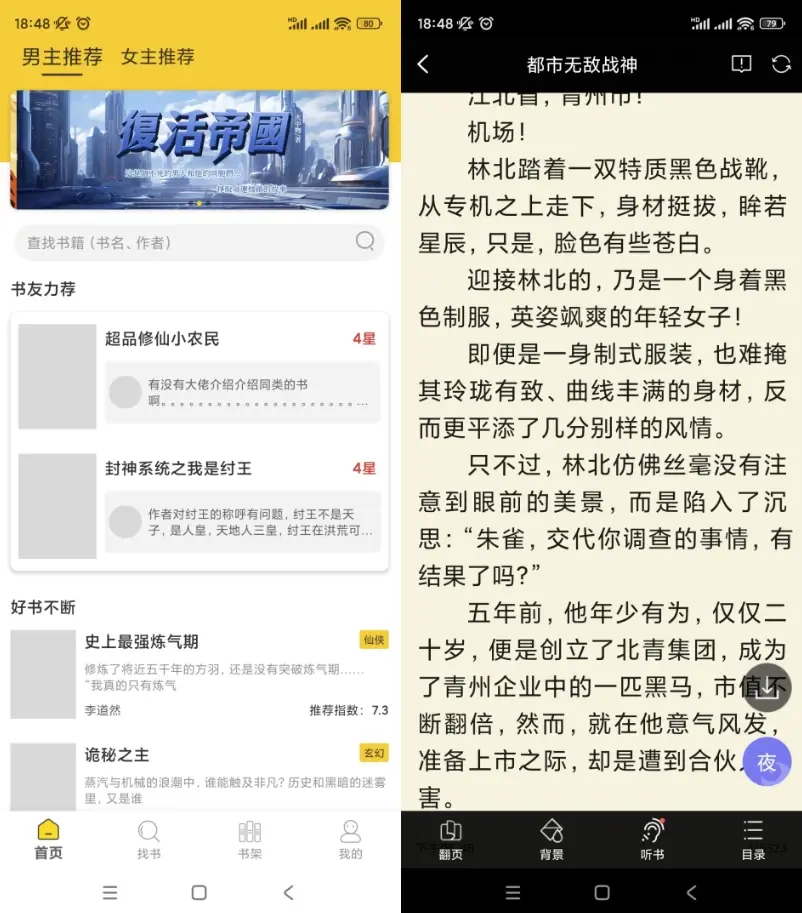 18:48
80
男主推荐 女主推荐
復活帝國
查找书籍（书名、作者）
书友力荐
超品修仙小农民 4星
有没有大佬介绍介绍同类的书
啊。。。。。。。。。。。。。。。。。。。。...
封神系统之我是纣王 4星
作者对纣王的称呼有问题，纣王不是天
子，是人皇，天地人三皇，纣王在洪荒可...
好书不断
史上最强炼气期 仙侠
修炼了将近五千年的方羽，还是没有突破炼气期……
“我真的只有炼气
李道然 推荐指数：7.3
诡秘之主 玄幻
蒸汽与机械的浪潮中，谁能触及非凡？历史和黑暗的迷雾
里，又是谁
首页 找书 书架 我的
18:48
79
都市无敌战神
江北省，青州市！
机场！
林北踏着一双特质黑色战靴，
从专机之上走下，身材挺拔，眸若
星辰，只是，脸色有些苍白。
迎接林北的，乃是一个身着黑
色制服，英姿飒爽的年轻女子！
即便是一身制式服装，也难掩
其玲珑有致、曲线丰满的身材，反
而更平添了几分别样的风情。
只不过，林北仿佛丝毫没有注
意到眼前的美景，而是陷入了沉
思：“朱雀，交代你调查的事情，有
结果了吗?”
五年前，他年少有为，仅仅二
十岁，便是创立了北青集团，成为
了青州企业中的一匹黑马，市值不
断翻倍，然而，就在他意气风发，
准备上市之际，却是遭到合伙
害。
夜
翻页 背景 听书 目录